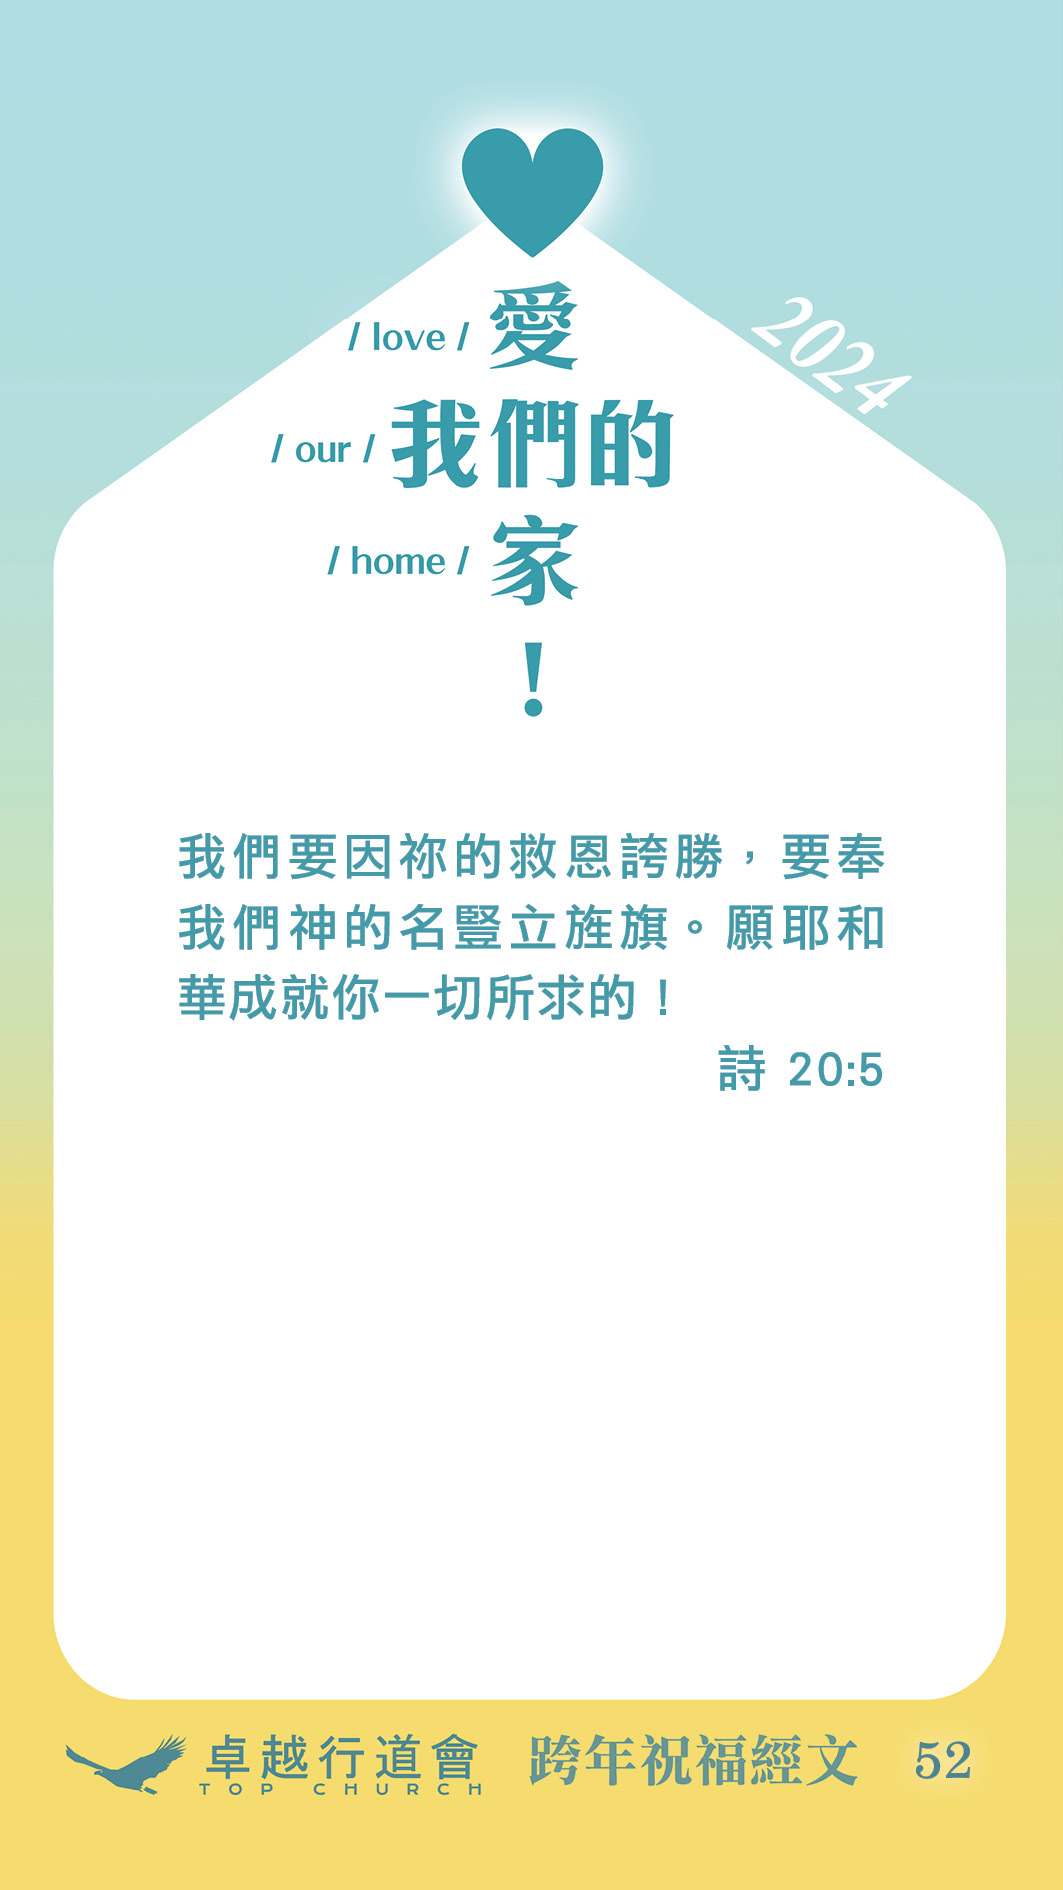 / love / 愛
2024
/ our / 我們的
/ home / 家
！
我們要因祢的救恩誇勝，要奉
我們神的名豎立旌旗。願耶和
華成就你一切所求的！
詩 20:5
卓越行道會 跨年祝福經文 52
TOP CHURCH